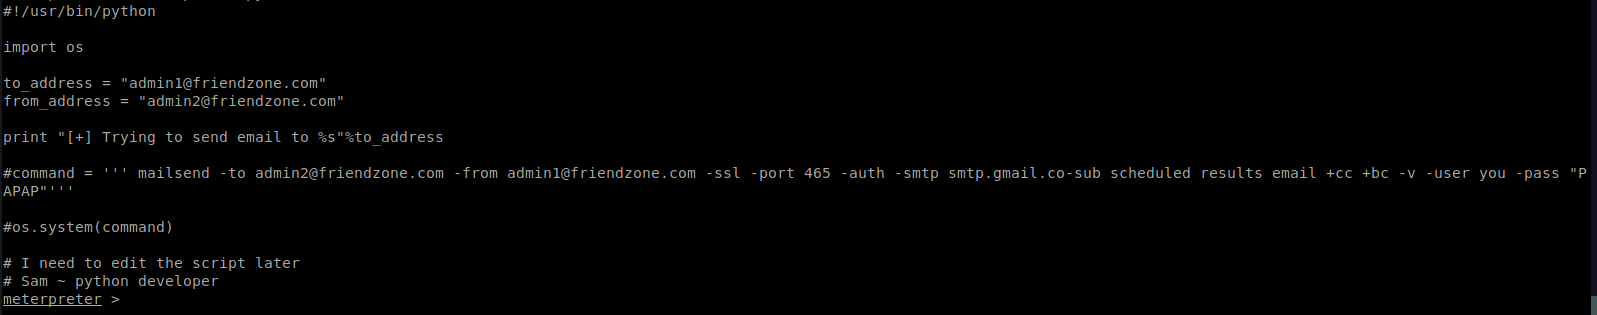 #!/usr/bin/python
import os
to_address = "admin1@friendzone.com"
from_address = "admin2@friendzone.com"
print "[+] Trying to send email to %s"%to_address
#command = ''' mailsend -to admin2@friendzone.com -from admin1@friendzone.com -ssl -port 465 -auth -smtp smtp.gmail.co-sub scheduled results email +cc +bc -v -user you -pass "P
APAP"'''
#os.system(command)
# I need to edit the script later
# Sam ~ python developer
meterpreter >